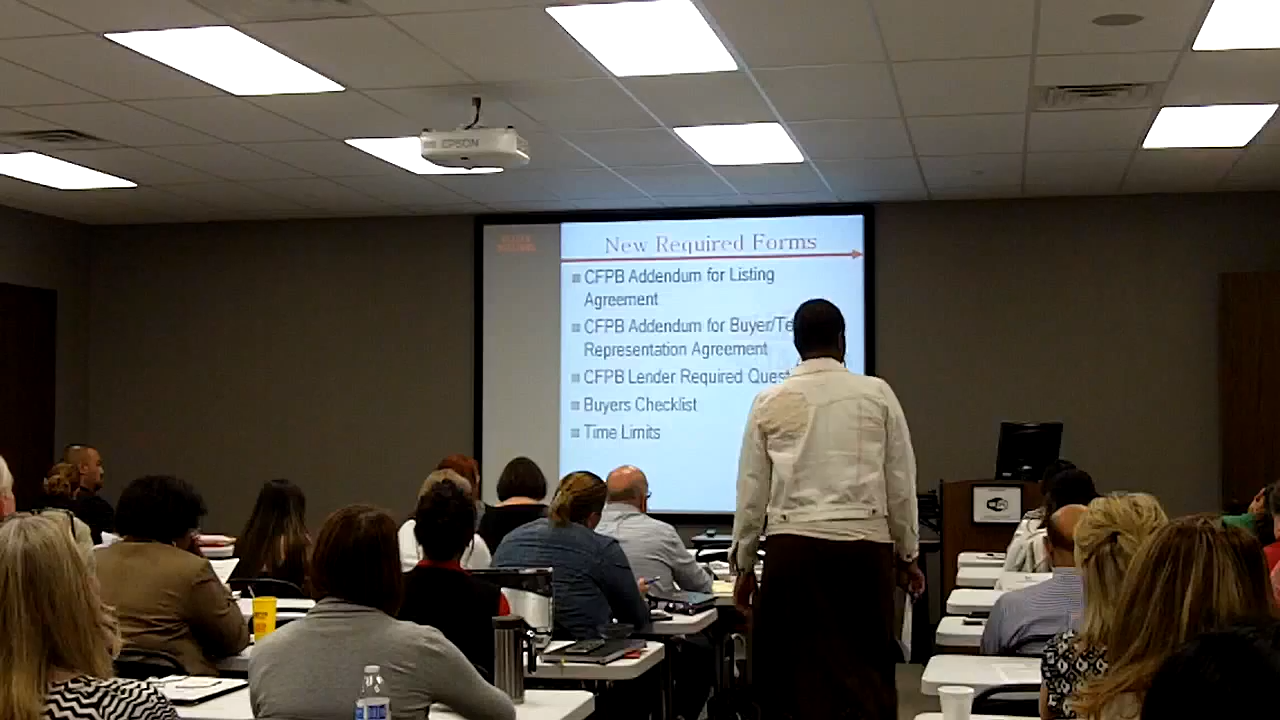 EPSON
New Required Forms
CFPB Addendum for Listing
Agreement
CFPB Addendum for Buyer/Te
Representation Agreement
CFPB Lender Required Quest
Buyers Checklist
Time Limits